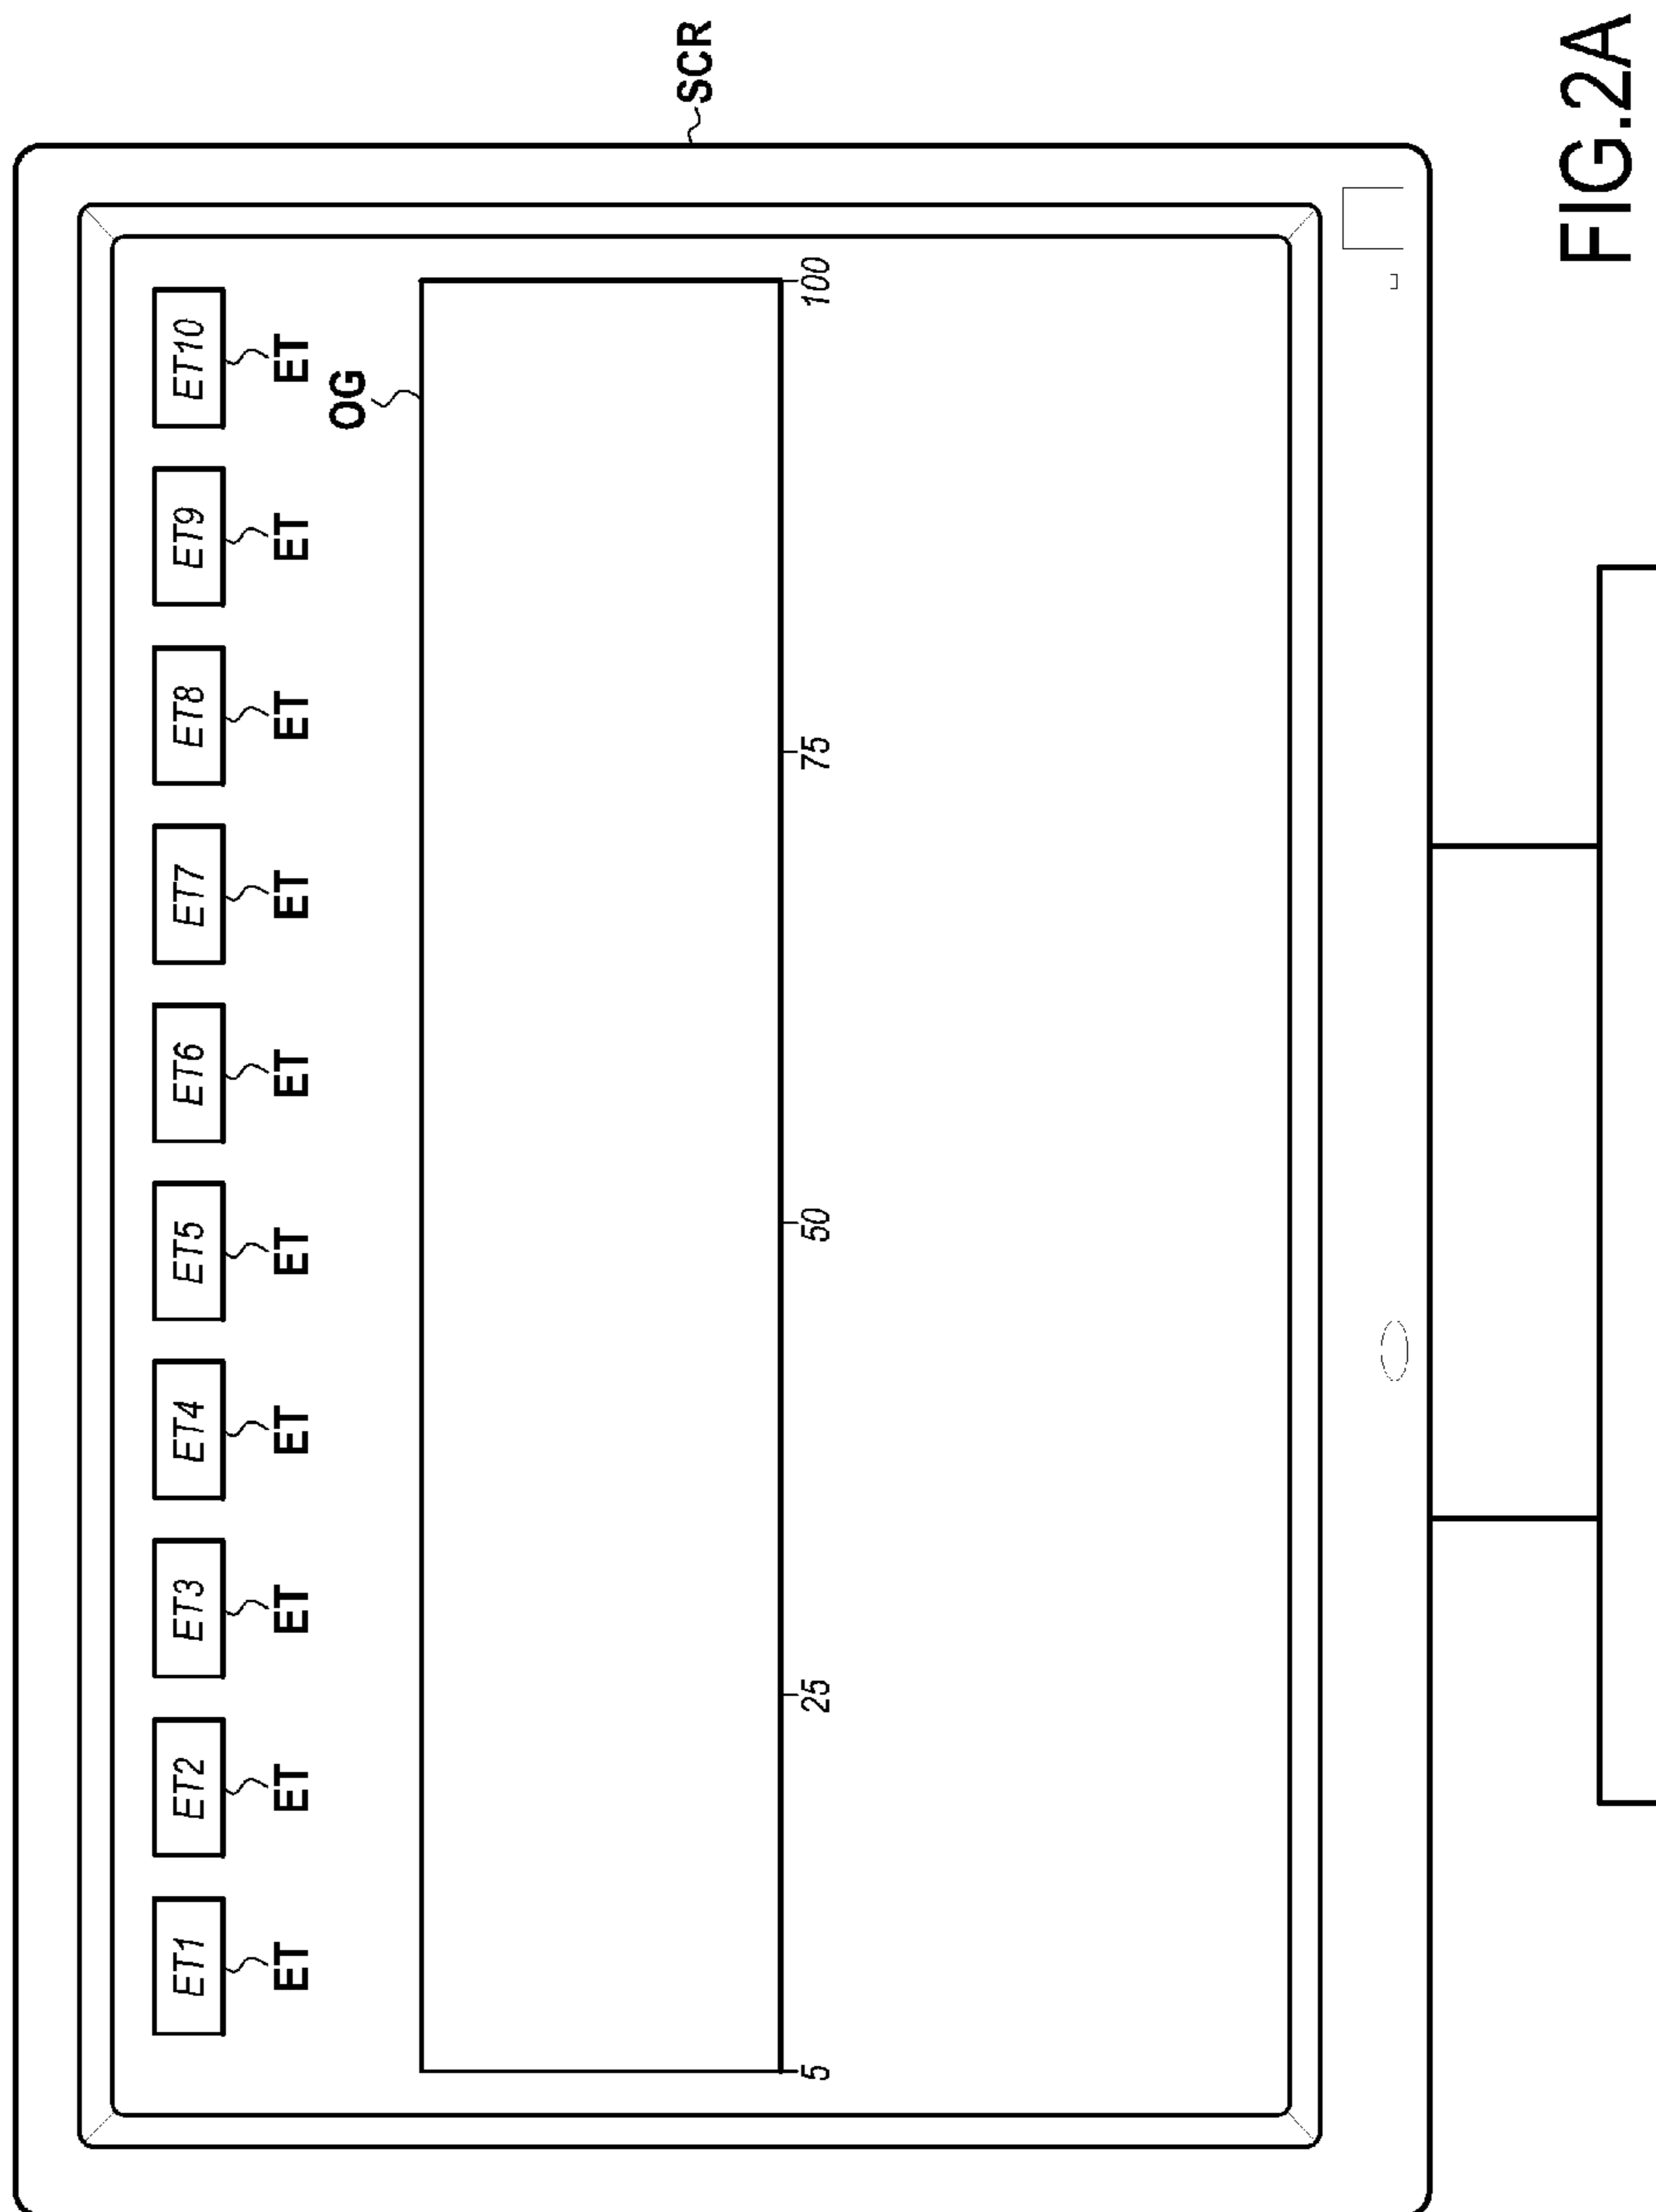 ET1 ET2 ET3 ET4 ET5 ET6 ET7 ET8 ET9 ET10
ET ET ET ET ET ET ET ET ET ET
OG
SCR
5 25 50 75 100
FIG.2A